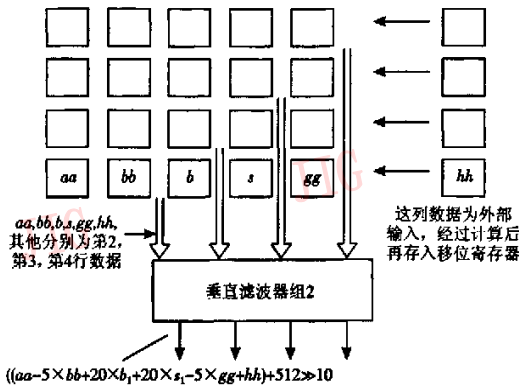 aa bb b s gg hh
aa,bb,b,s,gg,hh,
其他分别为第2,
第3, 第4行数据
这列数据为外部
输入，经过计算后
再存入移位寄存器
垂直滤波器组2
((aa-5×bb+20×b₁+20×s₁-5×gg+hh)+512≫10